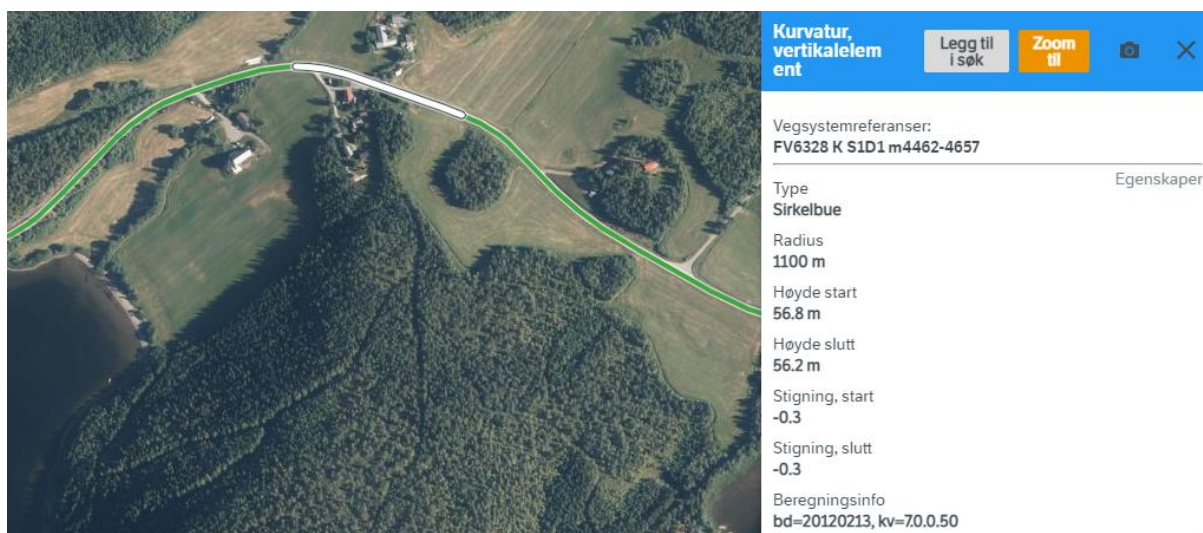 Kurvatur,
vertikalelem
ent
Legg til
i søk
Zoom
til
Vegsystemreferanser:
FV6328 K S1D1 m4462-4657
Egenskaper
Type
Sirkelbue
Radius
1100 m
Høyde start
56.8 m
Høyde slutt
56.2 m
Stigning, start
-0.3
Stigning, slutt
-0.3
Beregningsinfo
bd=20120213, kv=7.0.0.50